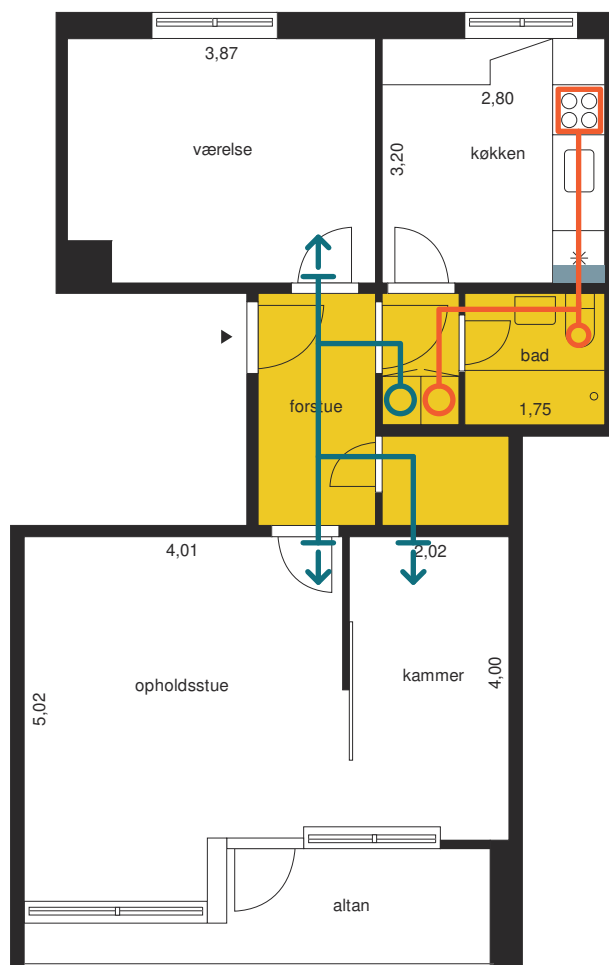 3,87
2,80
værelse
3,20
køkken
bad
forstue
1,75
4,01
2,02
opholdsstue
kammer
4,00
5,02
altan